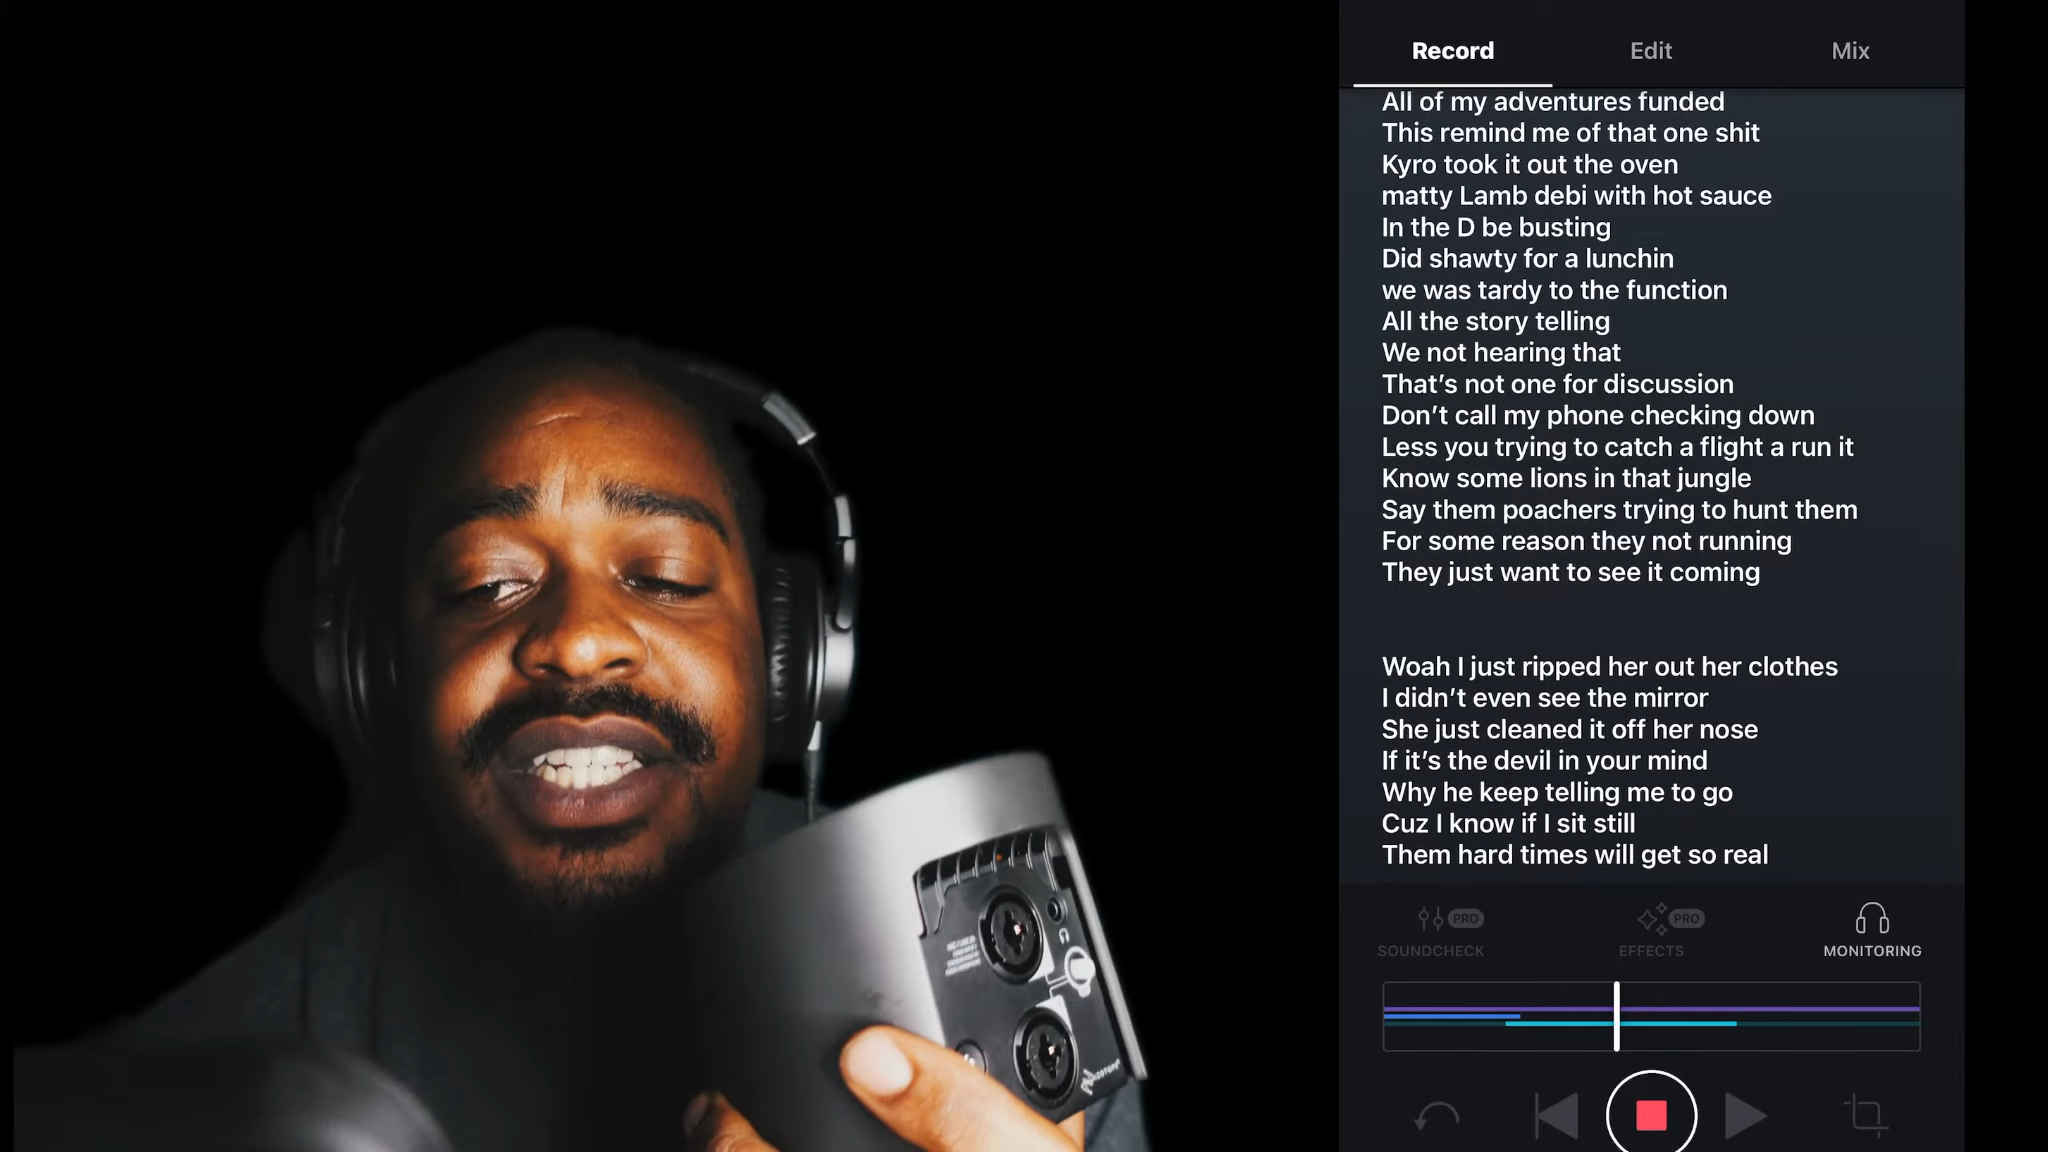 Record
Edit
Mix
All of my adventures funded
This remind me of that one shit
Kyro took it out the oven
matty Lamb debi with hot sauce
In the D be busting
Did shawty for a lunchin
we was tardy to the function
All the story telling
We not hearing that
That's not one for discussion
Don't call my phone checking down
Less you trying to catch a flight a run it
Know some lions in that jungle
Say them poachers trying to hunt them
For some reason they not running
They just want to see it coming
Woah I just ripped her out her clothes
I didn't even see the mirror
She just cleaned it off her nose
If it's the devil in your mind
Why he keep telling me to go
Cuz I know if I sit still
Them hard times will get so real
PRO
PRO
SOUNDCHECK
EFFECTS
MONITORING